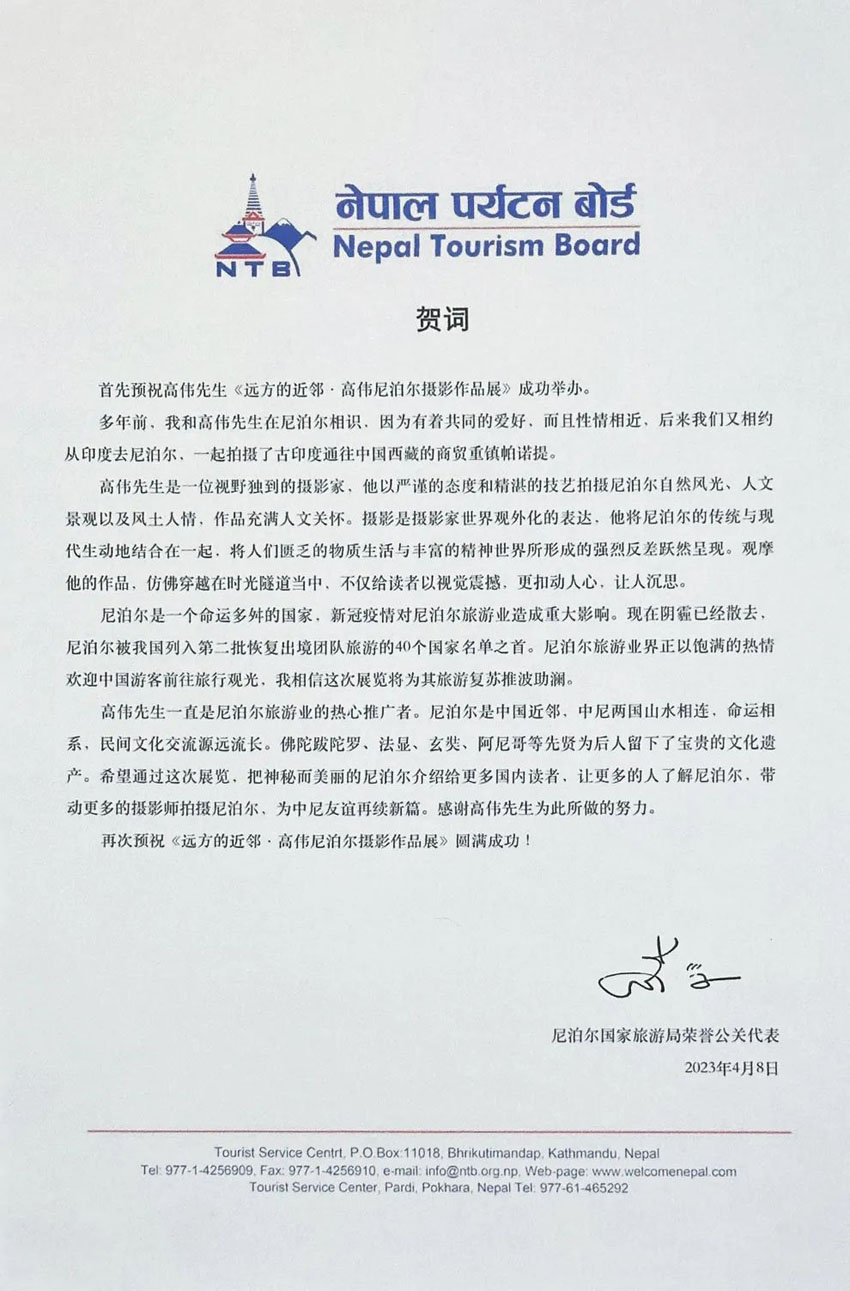 नेपाल पर्यटन बोर्ड
Nepal Tourism Board
NTB
贺词
首先预祝高伟先生《远方的近邻·高伟尼泊尔摄影作品展》成功举办。
多年前，我和高伟先生在尼泊尔相识，因为有着共同的爱好，而且性情相近，后来我们又相约
从印度去尼泊尔，一起拍摄了古印度通往中国西藏的商贸重镇帕诺提。
高伟先生是一位视野独到的摄影家，他以严谨的态度和精湛的技艺拍摄尼泊尔自然风光、人文
景观以及风土人情，作品充满人文关怀。摄影是摄影家世界观外化的表达，他将尼泊尔的传统与现
代生动地结合在一起，将人们匮乏的物质生活与丰富的精神世界所形成的强烈反差跃然呈现。观摩
他的作品，仿佛穿越在时光隧道当中，不仅给读者以视觉震撼，更扣动人心，让人沉思。
尼泊尔是一个命运多舛的国家，新冠疫情对尼泊尔旅游业造成重大影响。现在阴霾已经散去，
尼泊尔被我国列入第二批恢复出境团队旅游的40个国家名单之首。尼泊尔旅游业界正以饱满的热情
欢迎中国游客前往旅行观光，我相信这次展览将为其旅游复苏推波助澜。
高伟先生一直是尼泊尔旅游业的热心推广者。尼泊尔是中国近邻，中尼两国山水相连，命运相
系，民间文化交流源远流长。佛陀跋陀罗、法显、玄奘、阿尼哥等先贤为后人留下了宝贵的文化遗
产。希望通过这次展览，把神秘而美丽的尼泊尔介绍给更多国内读者，让更多的人了解尼泊尔，带
动更多的摄影师拍摄尼泊尔，为中尼友谊再续新篇。感谢高伟先生为此所做的努力。
再次预祝《远方的近邻·高伟尼泊尔摄影作品展》圆满成功！
尼泊尔国家旅游局荣誉公关代表
2023年4月8日
Tourist Service Centrt, P.O.Box:11018, Bhrikutimandap, Kathmandu, Nepal
Tel: 977-1-4256909, Fax: 977-1-4256910, e-mail: info@ntb.org.np, Web-page: www.welcomenepal.com
Tourist Service Center, Pardi, Pokhara, Nepal Tel: 977-61-465292